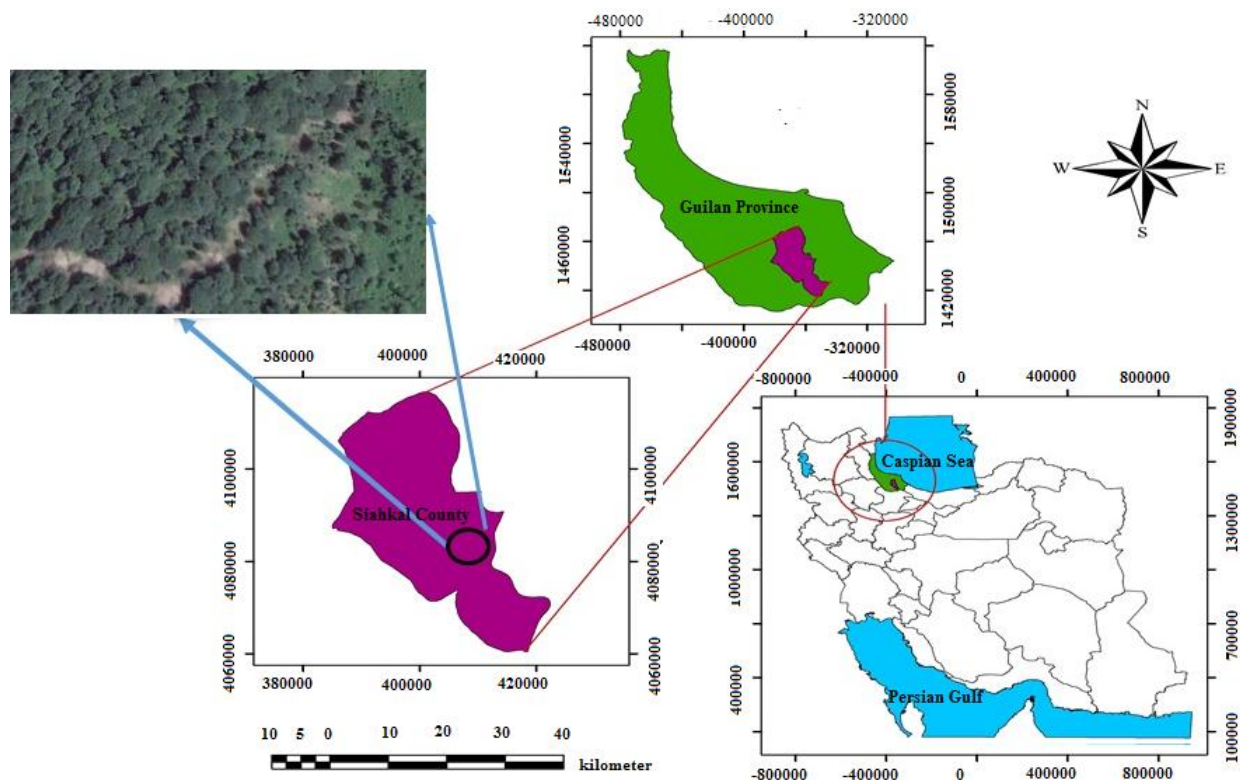 -480000 -400000 -320000
1540000
1460000
1580000
1500000
1420000
Guilan Province
-480000 -400000 -320000
N
W
E
S
380000 400000 420000
4100000
4080000
4060000
4100000
4080000
4060000
Siahkal County
380000 400000 420000
10 5 0 10 20 30 40
kilometer
-800000 -400000 0 400000 800000
1600000
1000000
400000
1900000
1300000
700000
100000
Caspian Sea
Persian Gulf
-800000 -400000 0 400000 800000